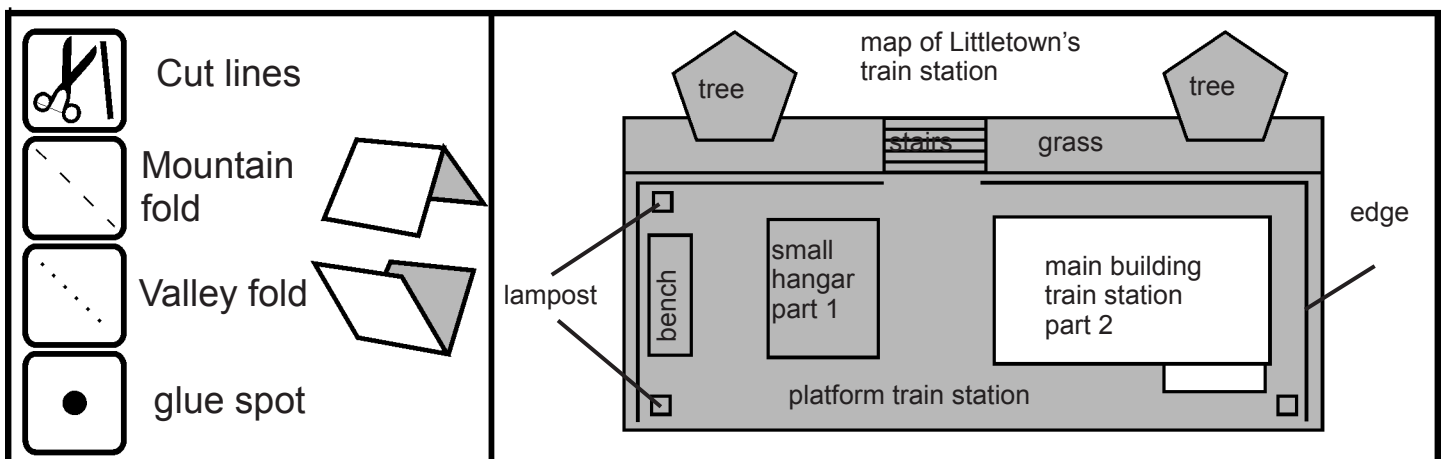 Cut lines
Mountain
fold
Valley fold
glue spot
map of Littletown's
train station
tree
tree
stairs
grass
edge
small
hangar
part 1
main building
train station
part 2
lampost
bench
platform train station